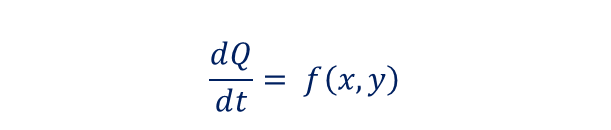 dQ/dt = f(x, y)